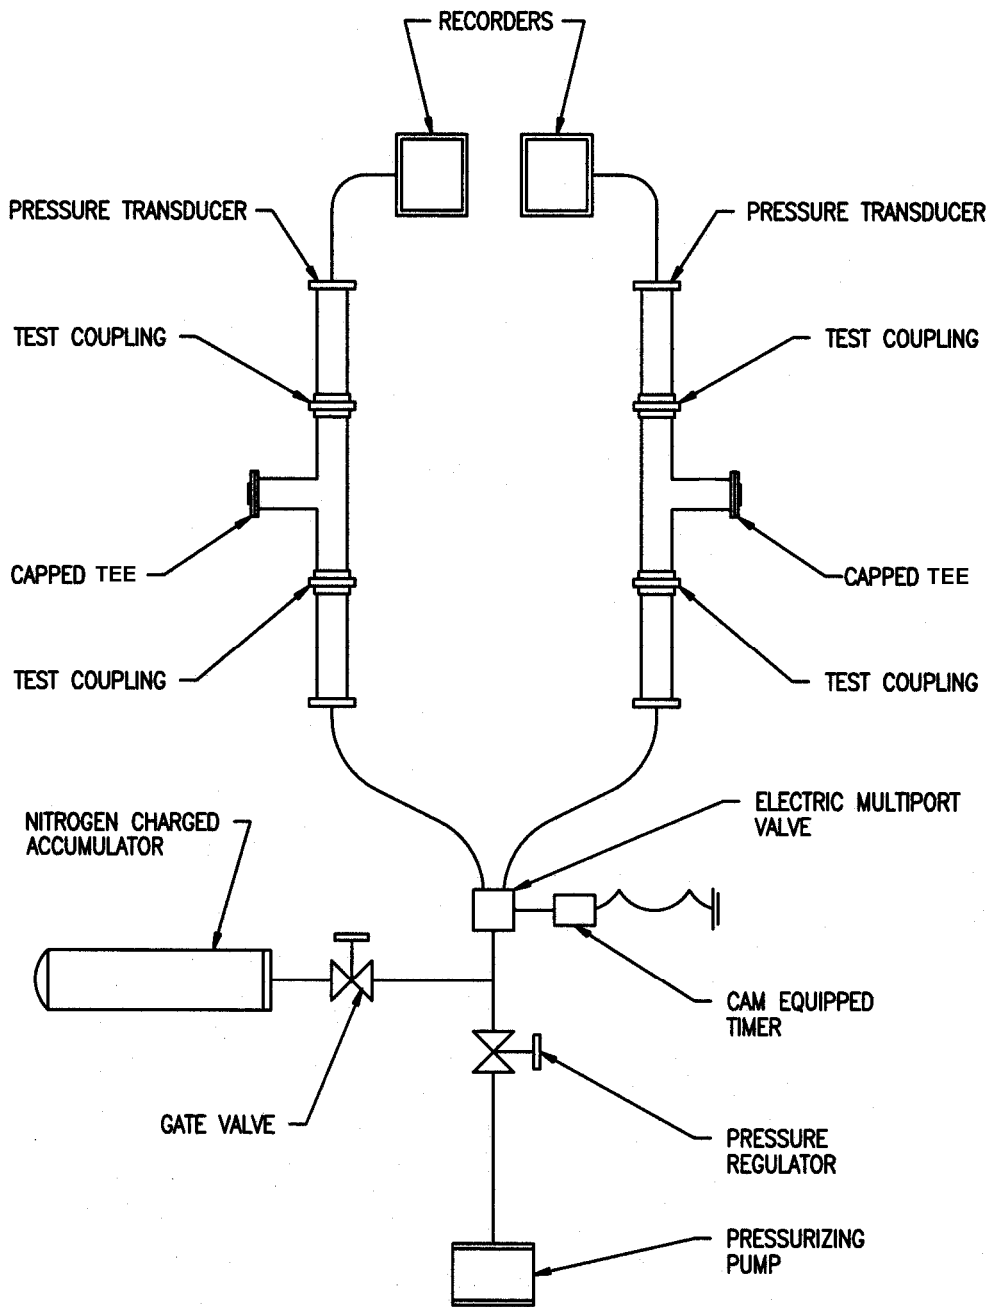 RECORDERS
PRESSURE TRANSDUCER
PRESSURE TRANSDUCER
TEST COUPLING
TEST COUPLING
CAPPED TEE
CAPPED TEE
TEST COUPLING
TEST COUPLING
ELECTRIC MULTIPORT
VALVE
NITROGEN CHARGED
ACCUMULATOR
CAM EQUIPPED
TIMER
GATE VALVE
PRESSURE
REGULATOR
PRESSURIZING
PUMP